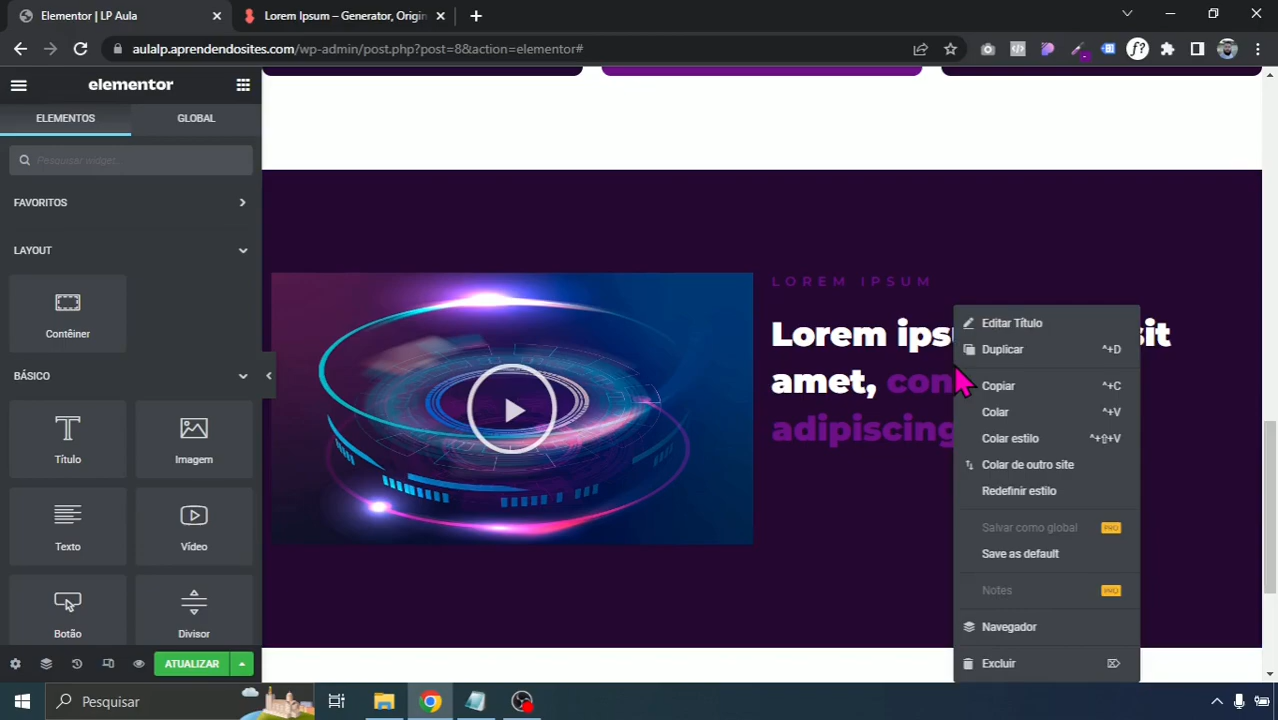 Elementor | LP Aula
Lorem Ipsum – Generator, Origin
aulalp.aprendendosites.com/wp-admin/post.php?post=8&action=elementor#
f?
elementor
ELEMENTOS
GLOBAL
Pesquisar widget...
FAVORITOS
LAYOUT
Contêiner
BÁSICO
Título
Imagem
Texto
Vídeo
Botão
Divisor
ATUALIZAR
LOREM IPSUM
Lorem ipsu sit
amet, con
adipiscing
Editar Título
Duplicar ^+D
Copiar ^+C
Colar ^+V
Colar estilo ^+⇧+V
Colar de outro site
Redefinir estilo
Salvar como global PRO
Save as default
Notes PRO
Navegador
Excluir ⌦
Pesquisar